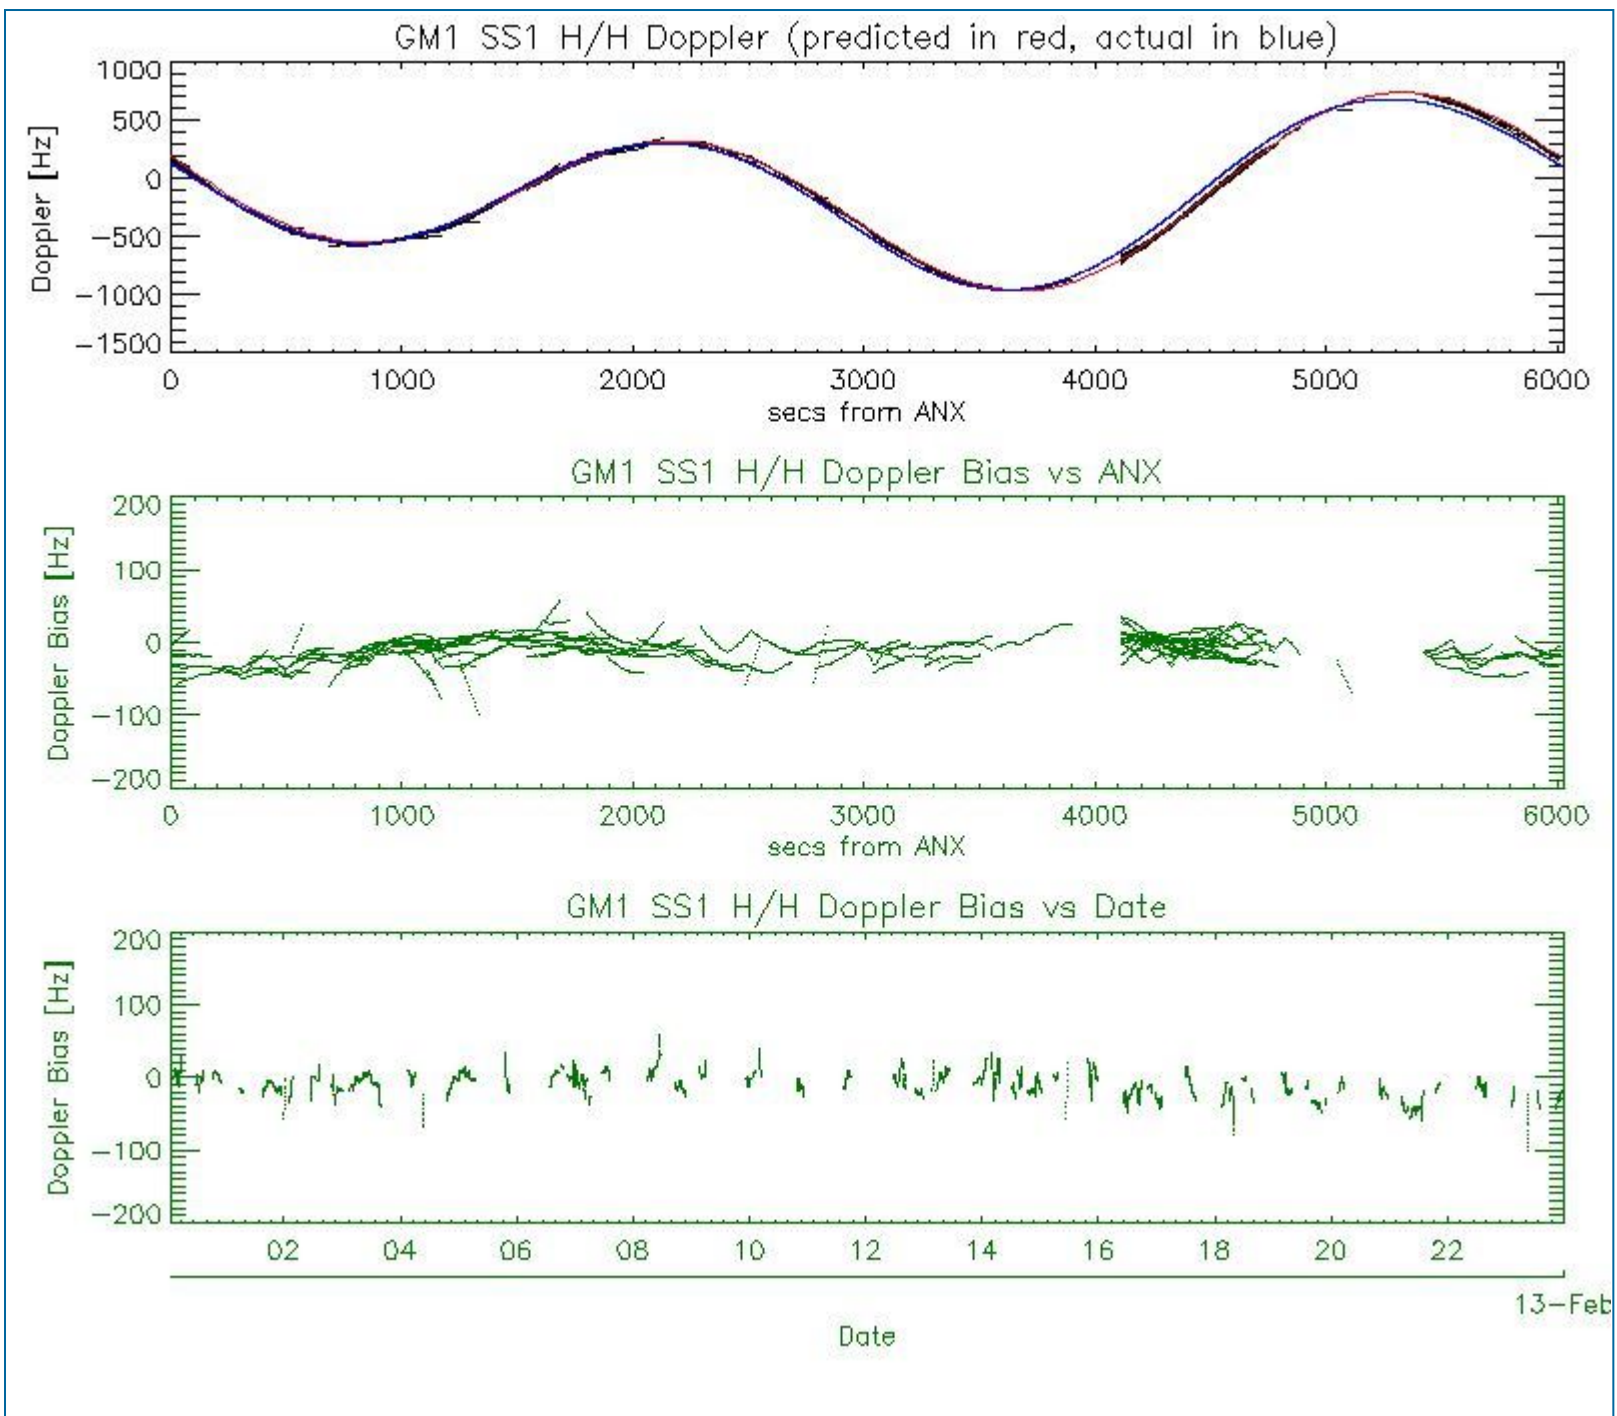 GM1 SS1 H/H Doppler (predicted in red, actual in blue)
1000
500
0
-500
-1000
-1500
Doppler [Hz]
0 1000 2000 3000 4000 5000 6000
secs from ANX
GM1 SS1 H/H Doppler Bias vs ANX
200
100
0
-100
-200
Doppler Bias [Hz]
0 1000 2000 3000 4000 5000 6000
secs from ANX
GM1 SS1 H/H Doppler Bias vs Date
200
100
0
-100
-200
Doppler Bias [Hz]
02 04 06 08 10 12 14 16 18 20 22
13-Feb
Date